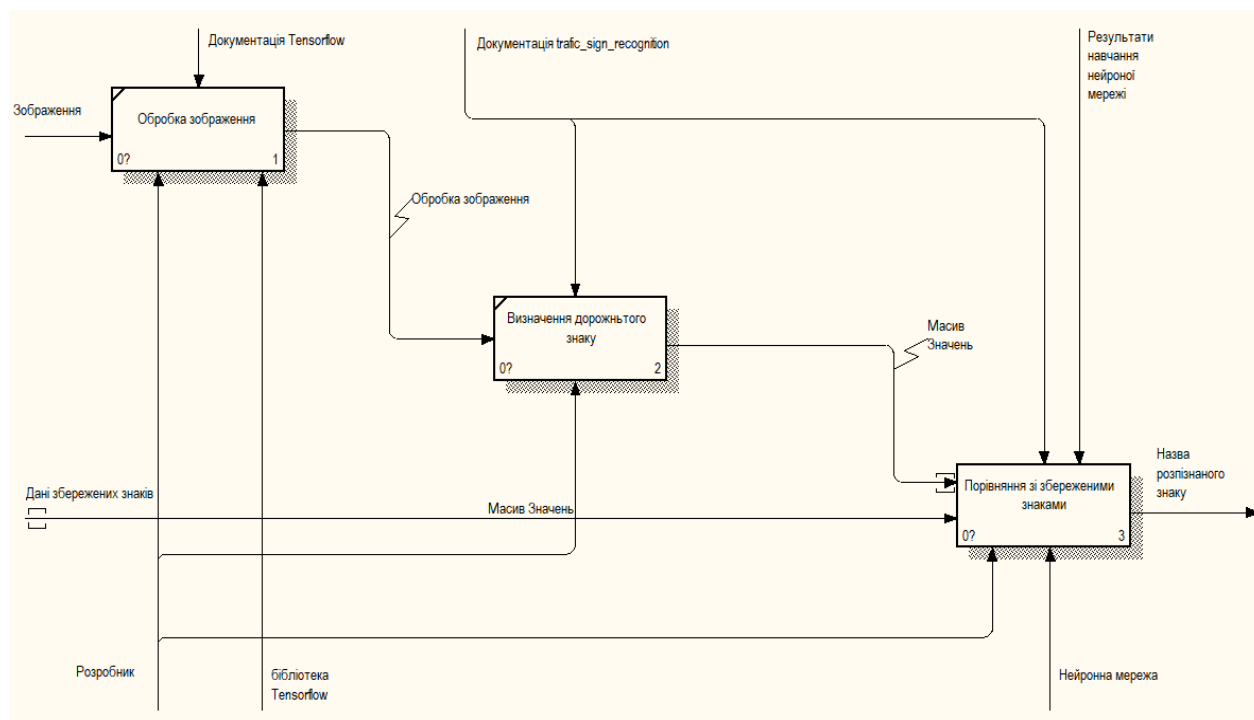 Документація Tensorflow
Документація trafic_sign_recognition
Результати
навчання
нейроної
мережі
Зображення
Обробка зображення
0?
1
Обробка зображення
Визначення дорожньтого
знаку
0?
2
Масив
Значень
Дані збережених знаків
Масив Значень
Порівняння зі збереженими
знаками
0?
3
Назва
розпізнаного
знаку
Розробник
бібліотека
Tensorflow
Нейронна мережа